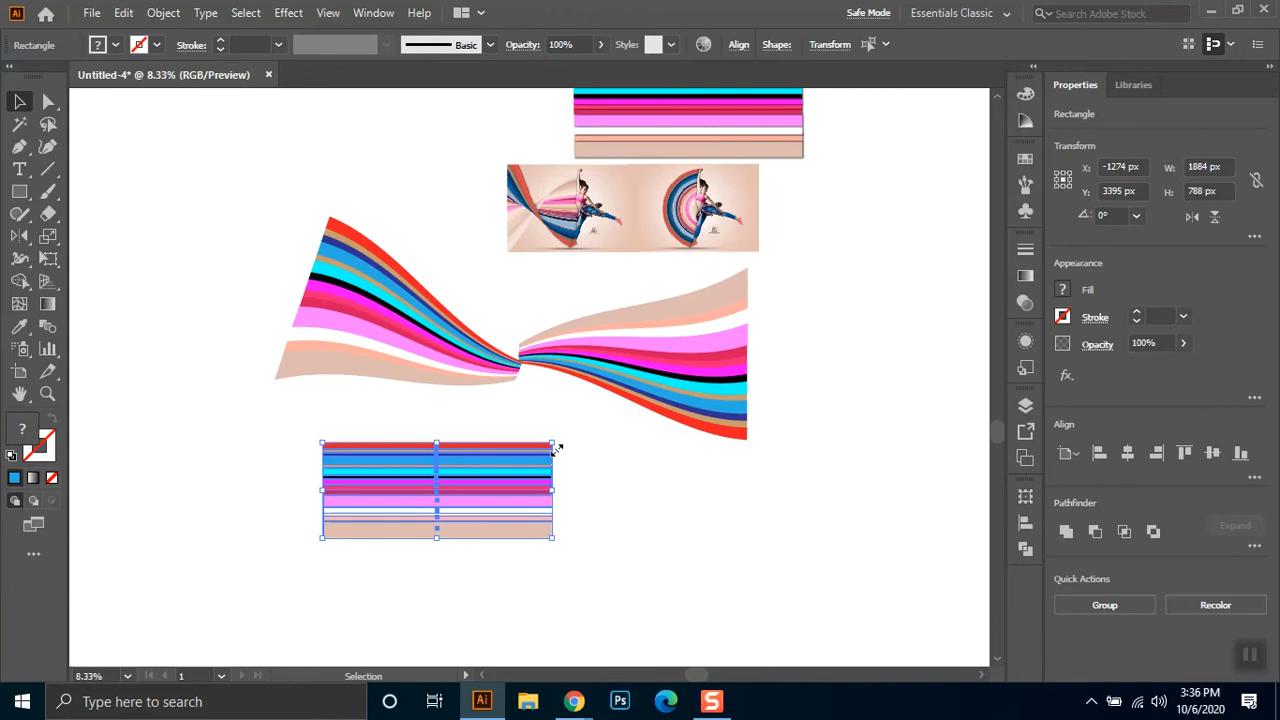 Ai File Edit Object Type Select Effect View Window Help Safe Mode Essentials Classic Search Adobe Stock
Rectangle ? Stroke: Basic Opacity: 100% Style: Align Shape: Transform
Untitled-4* @ 8.33% (RGB/Preview) ×
Properties Libraries
Rectangle
Transform
X: -1274 px W: 1884 px
Y: 3395 px H: 788 px
0°
Appearance
? Fill
Stroke
Opacity 100%
fx.
Align
Pathfinder
Expand
Quick Actions
Group Recolor
?
8.33% 1 Selection
Type here to search
Ai Ps S
3:36 PM
10/6/2020